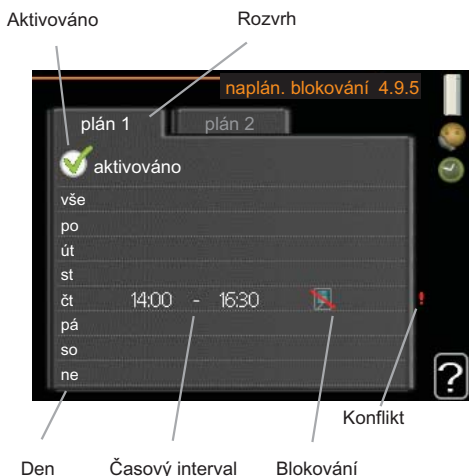 Aktivováno Rozvrh
naplán. blokování 4.9.5
plán 1 plán 2
aktivováno
vše
po
út
st
čt 14:00 - 16:30 !
pá
so
ne
?
Konflikt
Den Časový interval Blokování